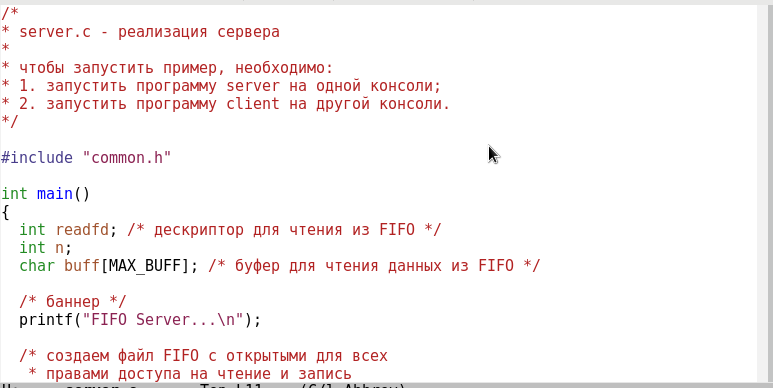 /*
* server.c - реализация сервера
*
* чтобы запустить пример, необходимо:
* 1. запустить программу server на одной консоли;
* 2. запустить программу client на другой консоли.
*/
#include "common.h"
int main()
{
int readfd; /* дескриптор для чтения из FIFO */
int n;
char buff[MAX_BUFF]; /* буфер для чтения данных из FIFO */
/* баннер */
printf("FIFO Server...\n");
/* создаем файл FIFO с открытыми для всех
* правами доступа на чтение и запись